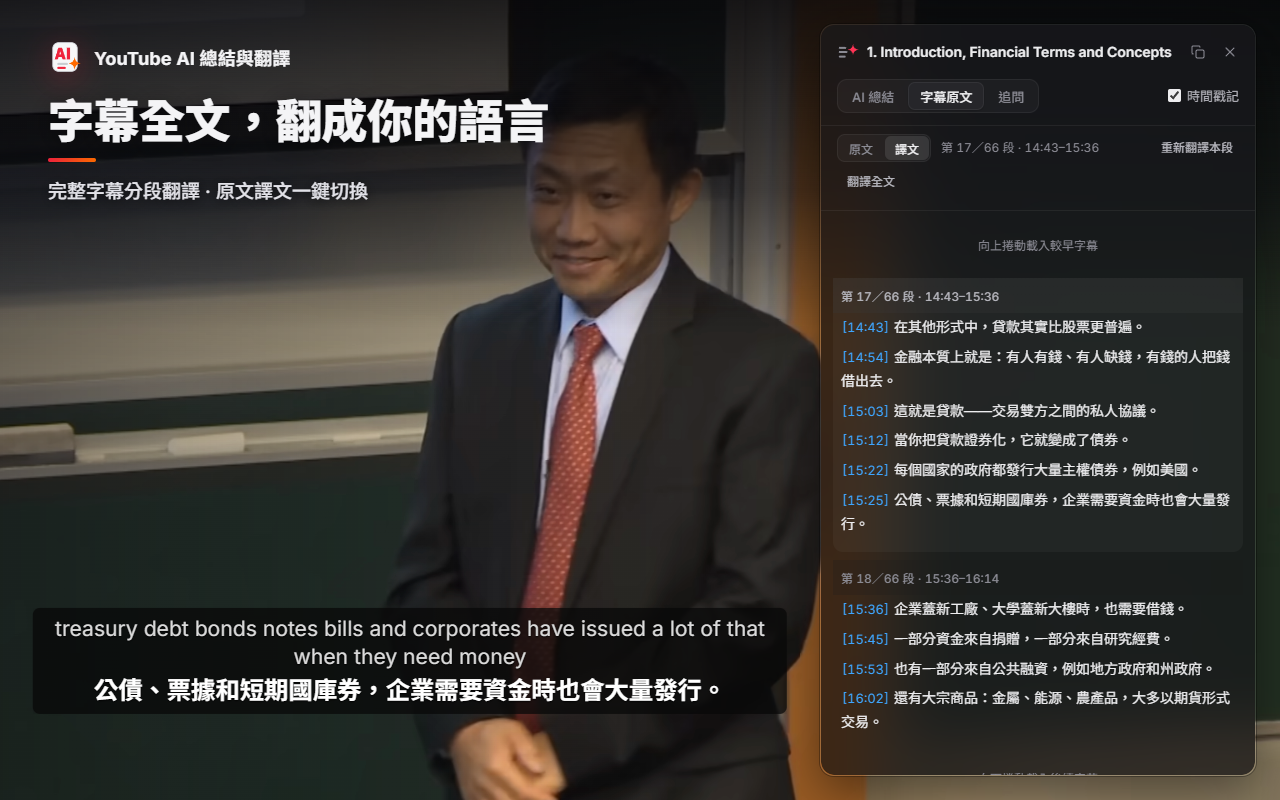 AI
YouTube AI 總結與翻譯
字幕全文，翻成你的語言
完整字幕分段翻譯 · 原文譯文一鍵切換
treasury debt bonds notes bills and corporates have issued a lot of that
when they need money
公債、票據和短期國庫券，企業需要資金時也會大量發行。
1. Introduction, Financial Terms and Concepts
AI 總結 字幕原文 追問 時間戳記
原文 譯文 第 17／66 段 · 14:43–15:36 重新翻譯本段
翻譯全文
向上捲動載入較早字幕
第 17／66 段 · 14:43–15:36
[14:43] 在其他形式中，貸款其實比股票更普遍。
[14:54] 金融本質上就是：有人有錢、有人缺錢，有錢的人把錢
借出去。
[15:03] 這就是貸款——交易雙方之間的私人協議。
[15:12] 當你把貸款證券化，它就變成了債券。
[15:22] 每個國家的政府都發行大量主權債券，例如美國。
[15:25] 公債、票據和短期國庫券，企業需要資金時也會大量發
行。
第 18／66 段 · 15:36–16:14
[15:36] 企業蓋新工廠、大學蓋新大樓時，也需要借錢。
[15:45] 一部分資金來自捐贈，一部分來自研究經費。
[15:53] 也有一部分來自公共融資，例如地方政府和州政府。
[16:02] 還有大宗商品：金屬、能源、農產品，大多以期貨形式
交易。